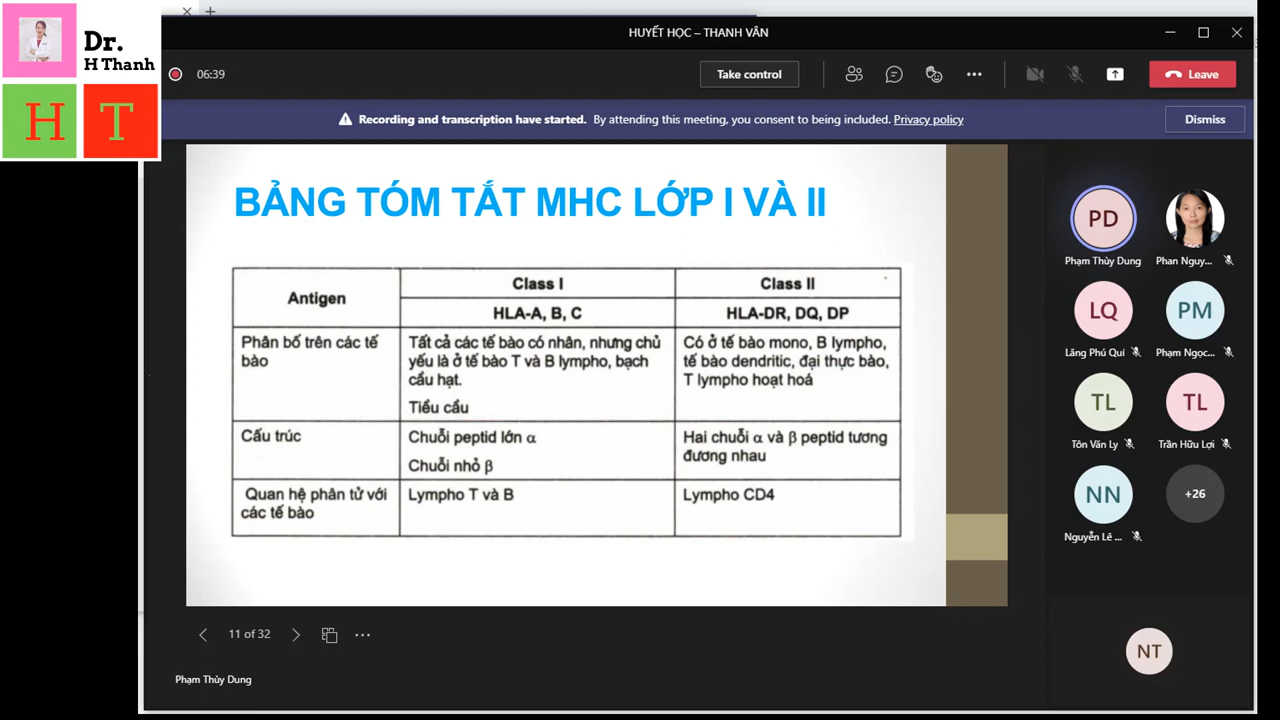 Dr.
H Thanh
H T
HUYẾT HỌC – THANH VÂN
06:39
Take control
Leave
Recording and transcription have started. By attending this meeting, you consent to being included. Privacy policy
Dismiss
BẢNG TÓM TẮT MHC LỚP I VÀ II
Antigen
Class I
Class II
HLA-A, B, C
HLA-DR, DQ, DP
Phân bố trên các tế
bào
Tất cả các tế bào có nhân, nhưng chủ
yếu là ở tế bào T và B lympho, bạch
cầu hạt.
Tiểu cầu
Có ở tế bào mono, B lympho,
tế bào dendritic, đại thực bào,
T lympho hoạt hoá
Cấu trúc
Chuỗi peptid lớn α
Chuỗi nhỏ β
Hai chuỗi α và β peptid tương
đương nhau
Quan hệ phân tử với
các tế bào
Lympho T và B
Lympho CD4
11 of 32
Phạm Thùy Dung
PD
Phạm Thùy Dung
Phan Nguy...
LQ
Lăng Phú Quí
PM
Phạm Ngọc...
TL
Tôn Văn Ly
TL
Trần Hữu Lợi
NN
Nguyễn Lê ...
+26
NT